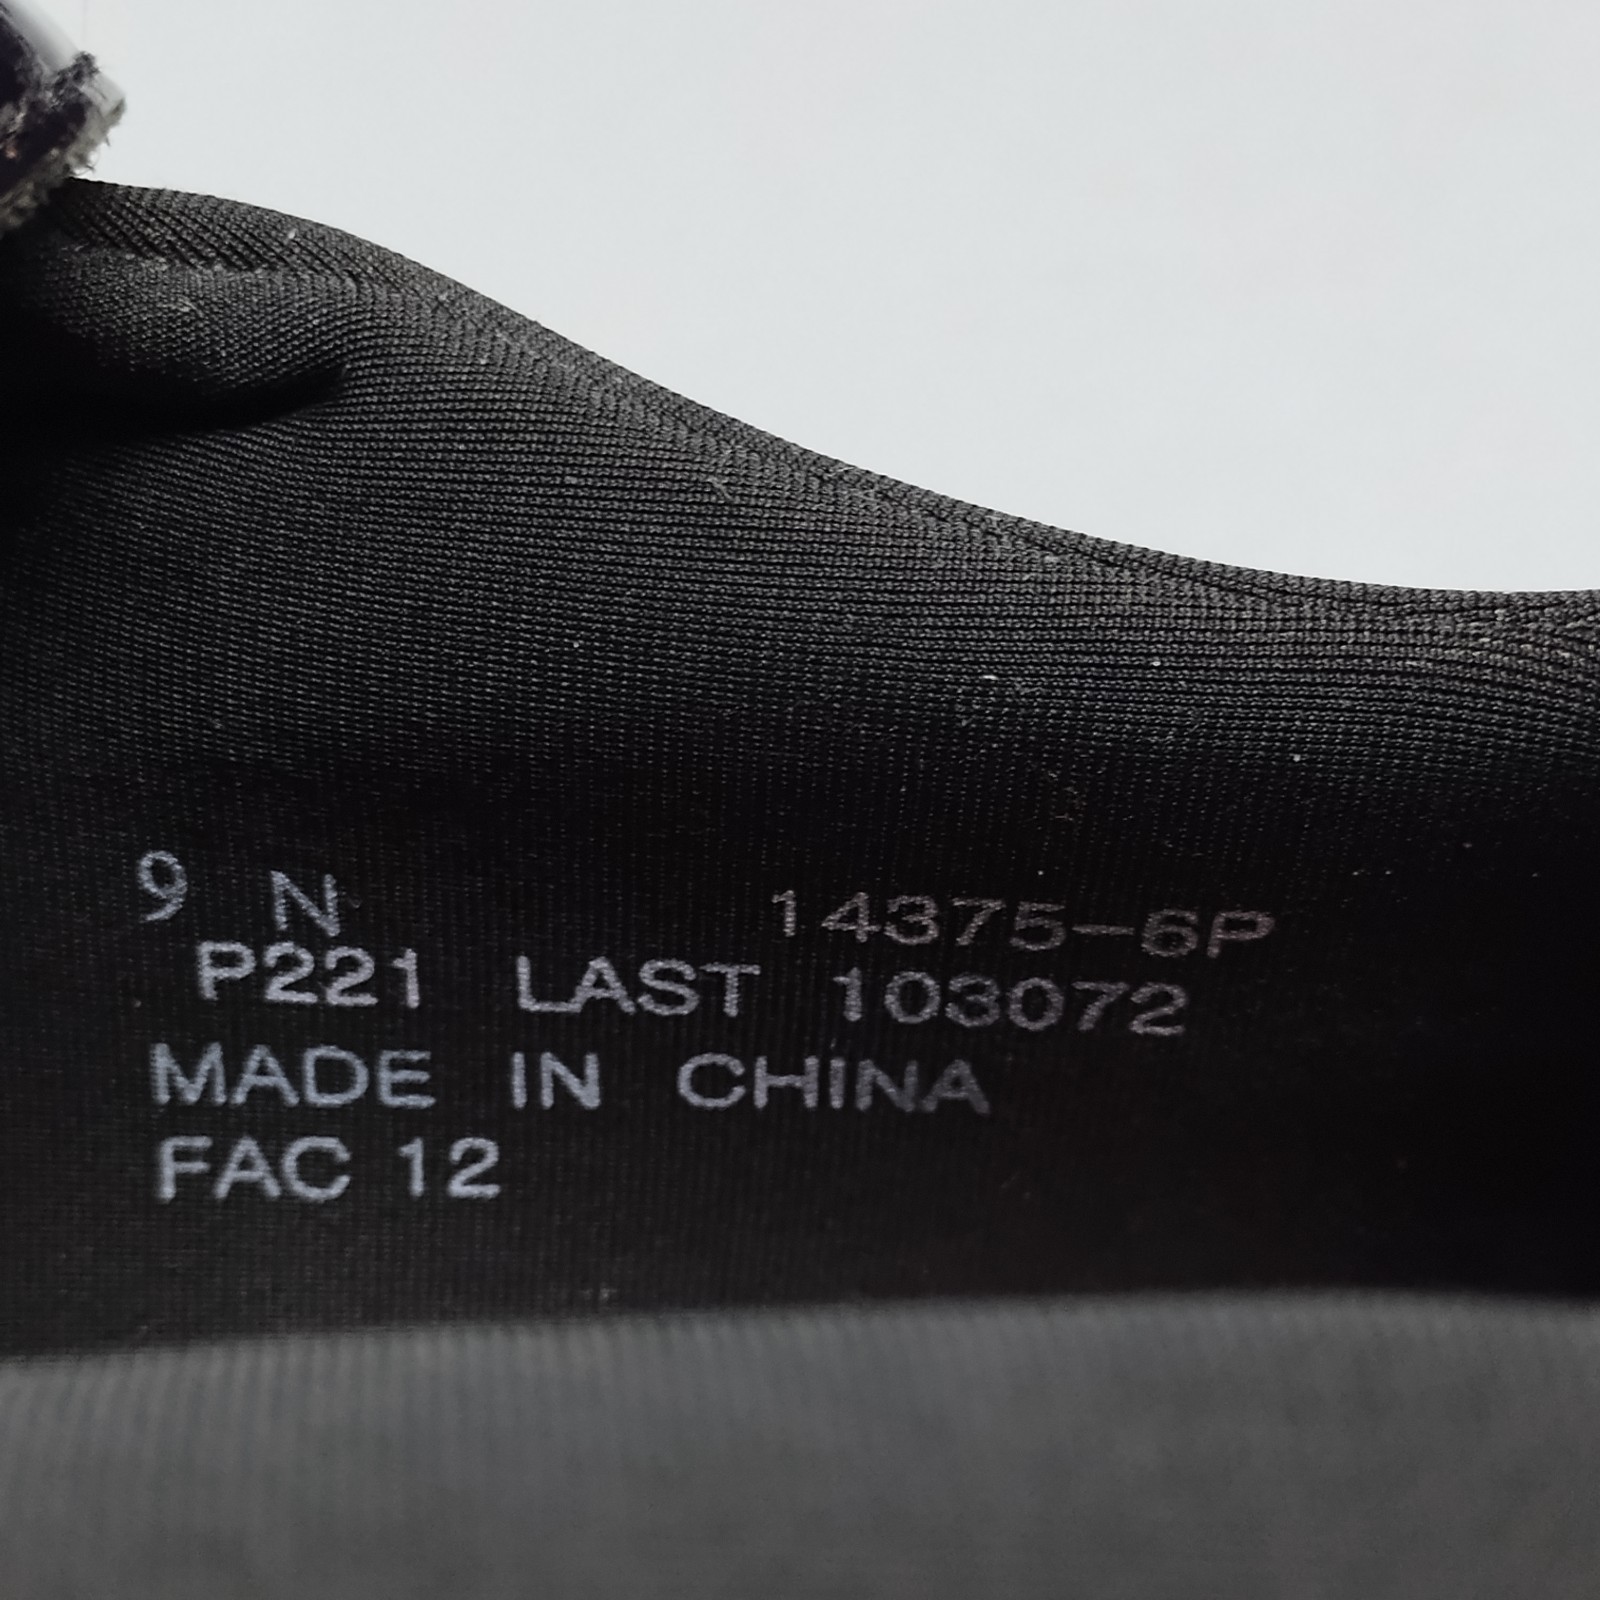 9 N 14375-6P
P221 LAST 103072
MADE IN CHINA
FAC 12